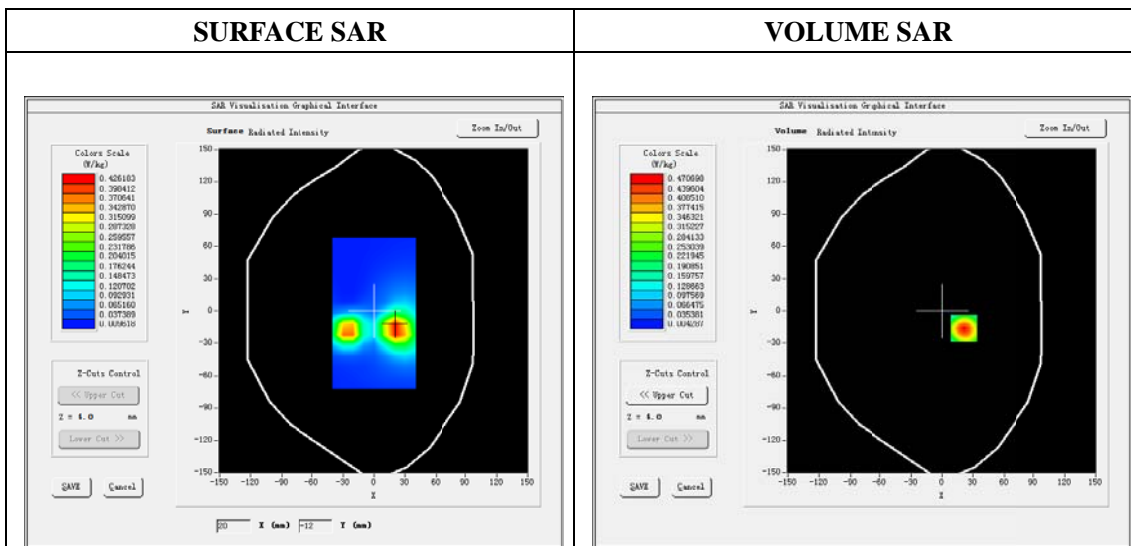 SURFACE SAR
SAR Visualisation Graphical Interface
Surface Radiated Intensity
Zoom In/Out
Colors Scale
(W/kg)
0.426183
0.398412
0.370641
0.342870
0.315099
0.287328
0.259557
0.231786
0.204015
0.176244
0.148473
0.120702
0.092931
0.065160
0.037389
0.009618
Z-Cuts Control
<< Upper Cut
Z = 4.0 mm
Lower Cut >>
SAVE Cancel
150
120
90
60
30
0
-30
-60
-90
-120
-150
Y
-150 -120 -90 -60 -30 0 30 60 90 120 150
X
20 X (mm) -12 Y (mm)
VOLUME SAR
SAR Visualisation Graphical Interface
Volume Radiated Intensity
Zoom In/Out
Colors Scale
(W/kg)
0.470698
0.439604
0.408510
0.377415
0.346321
0.315227
0.284133
0.253039
0.221945
0.190851
0.159757
0.128663
0.097569
0.066475
0.035381
0.004287
Z-Cuts Control
<< Upper Cut
Z = 4.0 mm
Lower Cut >>
SAVE Cancel
150
120
90
60
30
0
-30
-60
-90
-120
-150
Y
-150 -120 -90 -60 -30 0 30 60 90 120 150
X